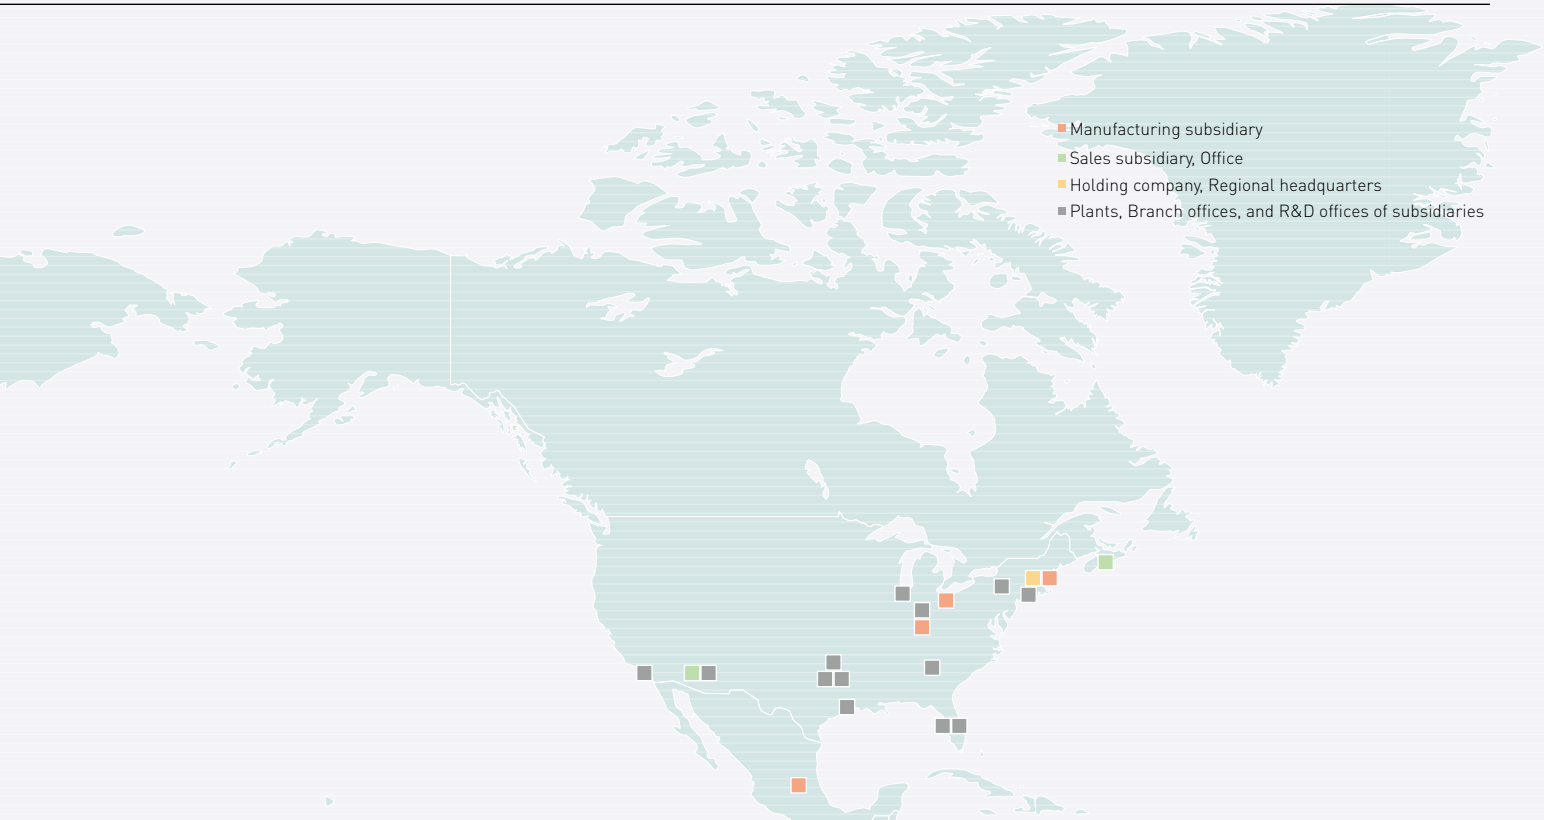 Manufacturing subsidiary
Sales subsidiary, Office
Holding company, Regional headquarters
Plants, Branch offices, and R&D offices of subsidiaries